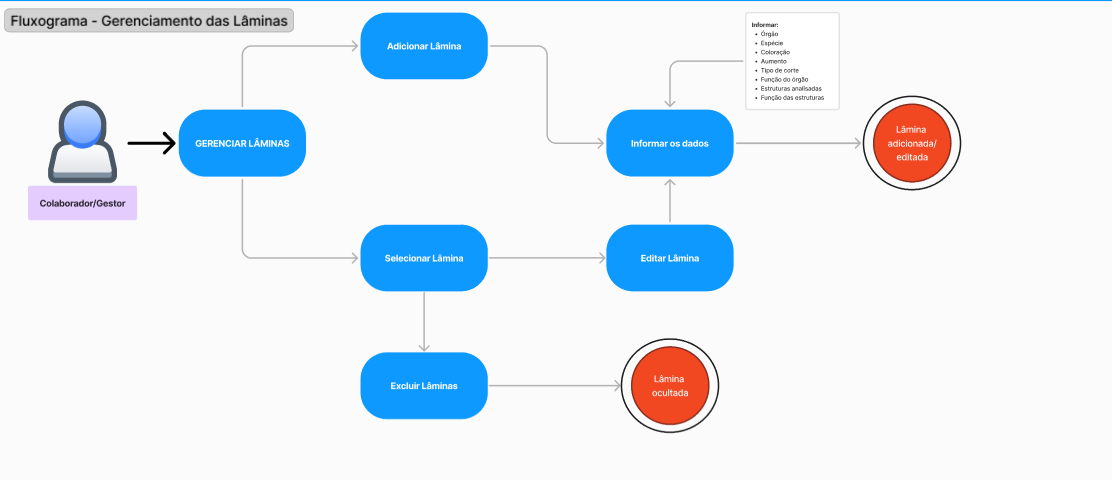 Fluxograma - Gerenciamento das Lâminas
Adicionar Lâmina
Informar:
• Órgão
• Espécie
• Coloração
• Aumento
• Tipo de corte
• Função do órgão
• Estruturas analisadas
• Função das estruturas
GERENCIAR LÂMINAS
Informar os dados
Lâmina
adicionada/
editada
Colaborador/Gestor
Selecionar Lâmina
Editar Lâmina
Excluir Lâminas
Lâmina
ocultada